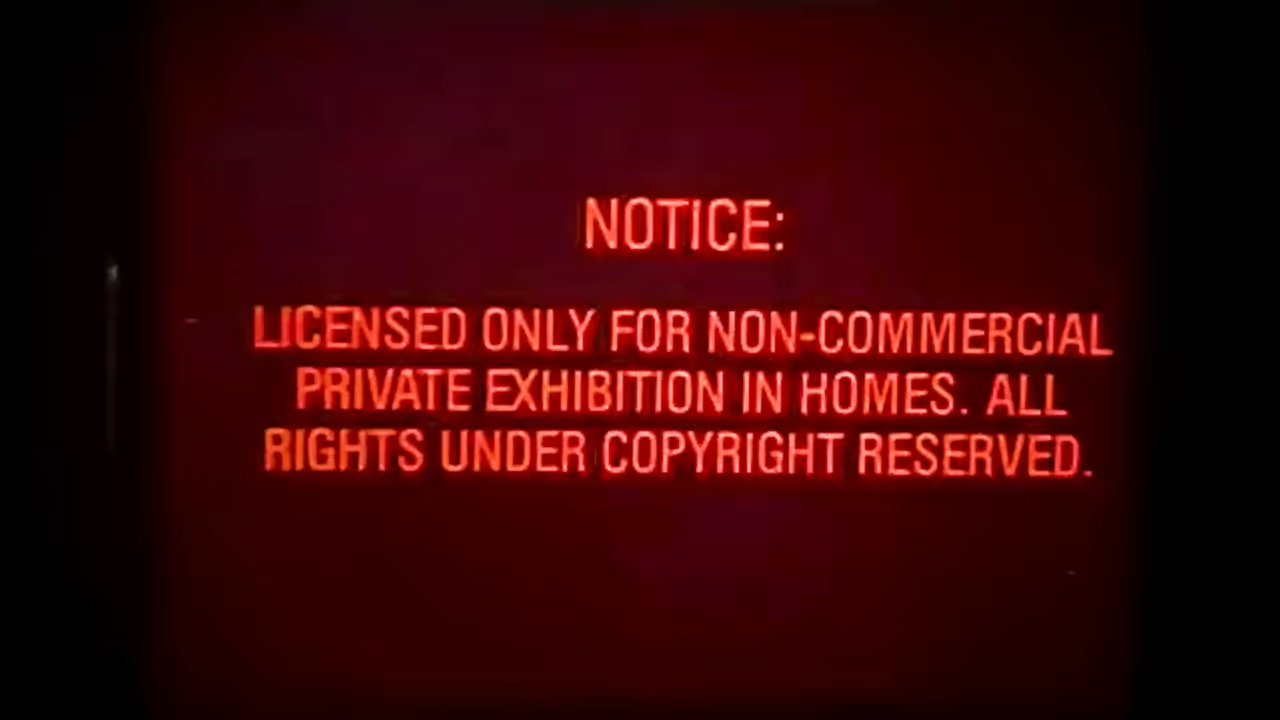 NOTICE:
LICENSED ONLY FOR NON-COMMERCIAL
PRIVATE EXHIBITION IN HOMES. ALL
RIGHTS UNDER COPYRIGHT RESERVED.